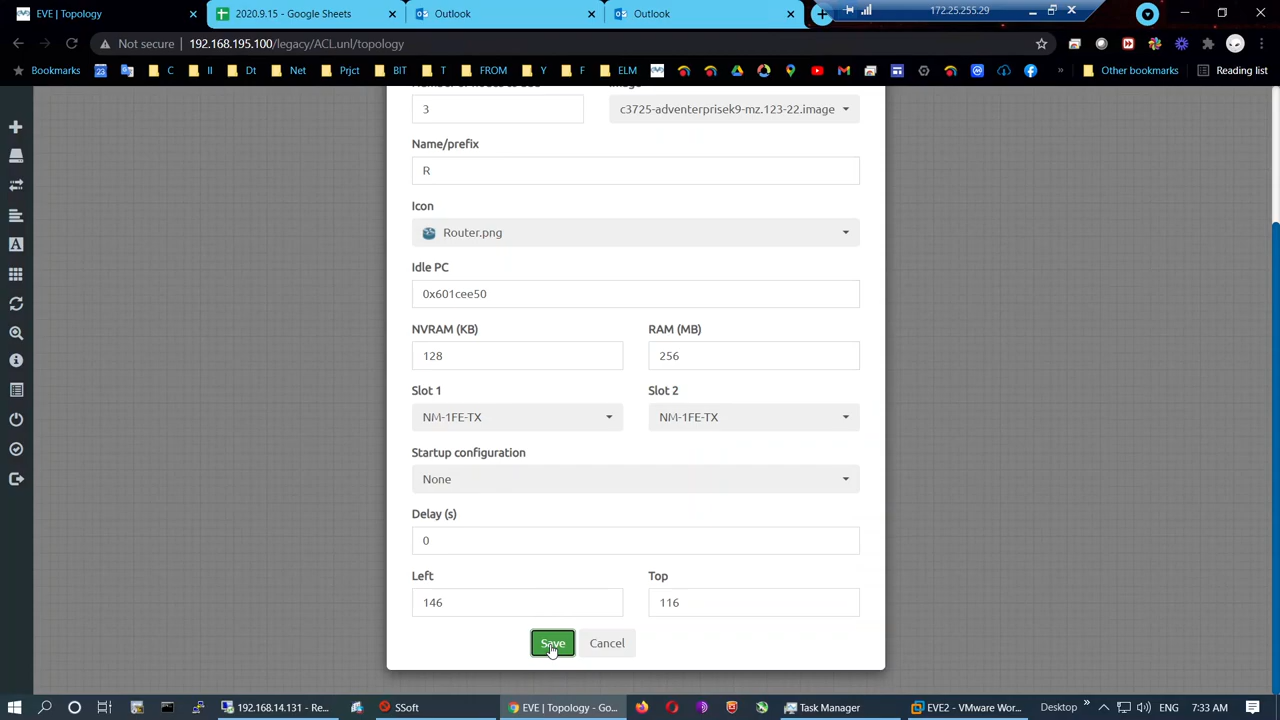 EVE | Topology
2020.9.15 - Google Sheets
Outlook
Outlook
172.25.255.29
Not secure
192.168.195.100/legacy/ACL.unl/topology
Bookmarks
C
II
Dt
Net
Prjct
BIT
T
FROM
Y
F
ELM
Other bookmarks
Reading list
3
c3725-adventerprisek9-mz.123-22.image
Name/prefix
R
Icon
Router.png
Idle PC
0x601cee50
NVRAM (KB)
RAM (MB)
128
256
Slot 1
Slot 2
NM-1FE-TX
NM-1FE-TX
Startup configuration
None
Delay (s)
0
Left
Top
146
116
Save
Cancel
192.168.14.131 - Re...
SSoft
EVE | Topology - Go...
Task Manager
EVE2 - VMware Wo...
Desktop
7:33 AM